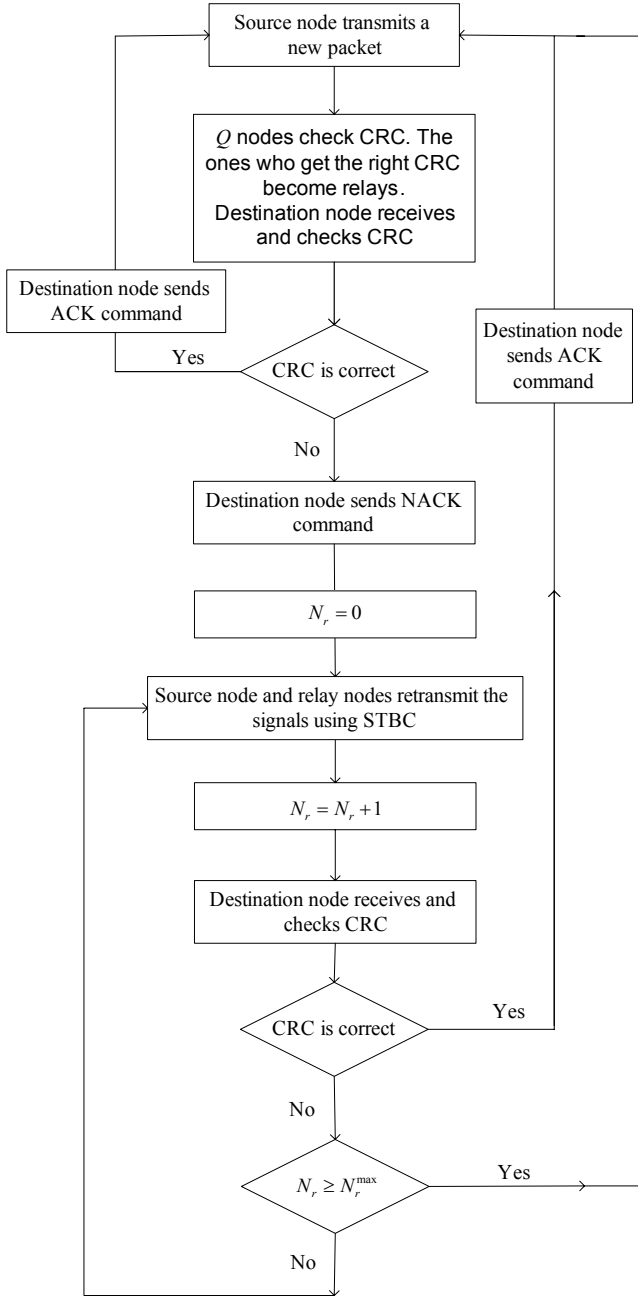 Source node transmits a
new packet
Q nodes check CRC. The
ones who get the right CRC
become relays.
Destination node receives
and checks CRC
Destination node sends
ACK command
Destination node
sends ACK
command
Yes
CRC is correct
No
Destination node sends NACK
command
N_r = 0
Source node and relay nodes retransmit the
signals using STBC
N_r = N_r + 1
Destination node receives and
checks CRC
CRC is correct
Yes
No
N_r ≥ N_r^max
Yes
No